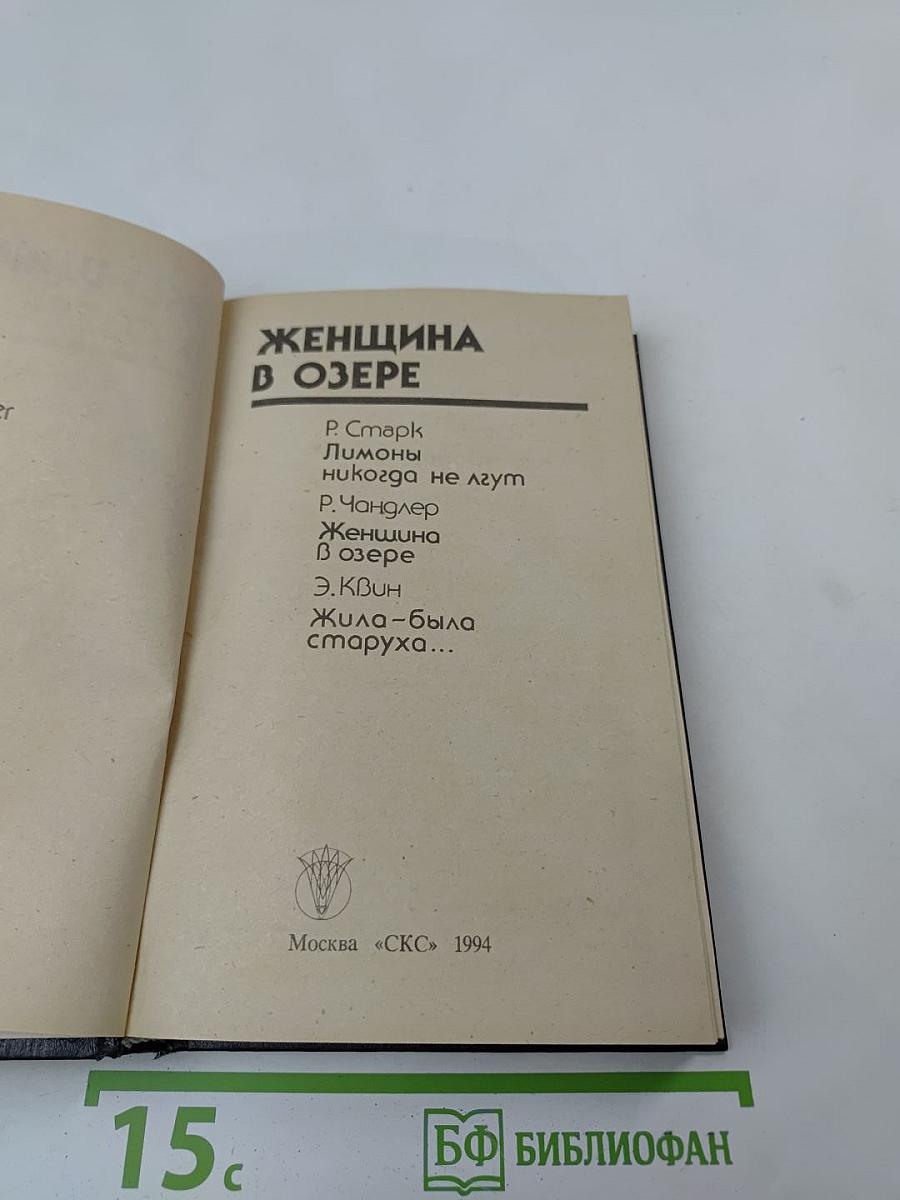 ЖЕНЩИНА
В ОЗЕРЕ
Р. Старк
Лимоны
никогда не лгут
Р. Чандлер
Женщина
в озере
Э. Квин
Жила-была
старуха...
Москва «СКС» 1994
15 с
БФ БИБЛИОФАН